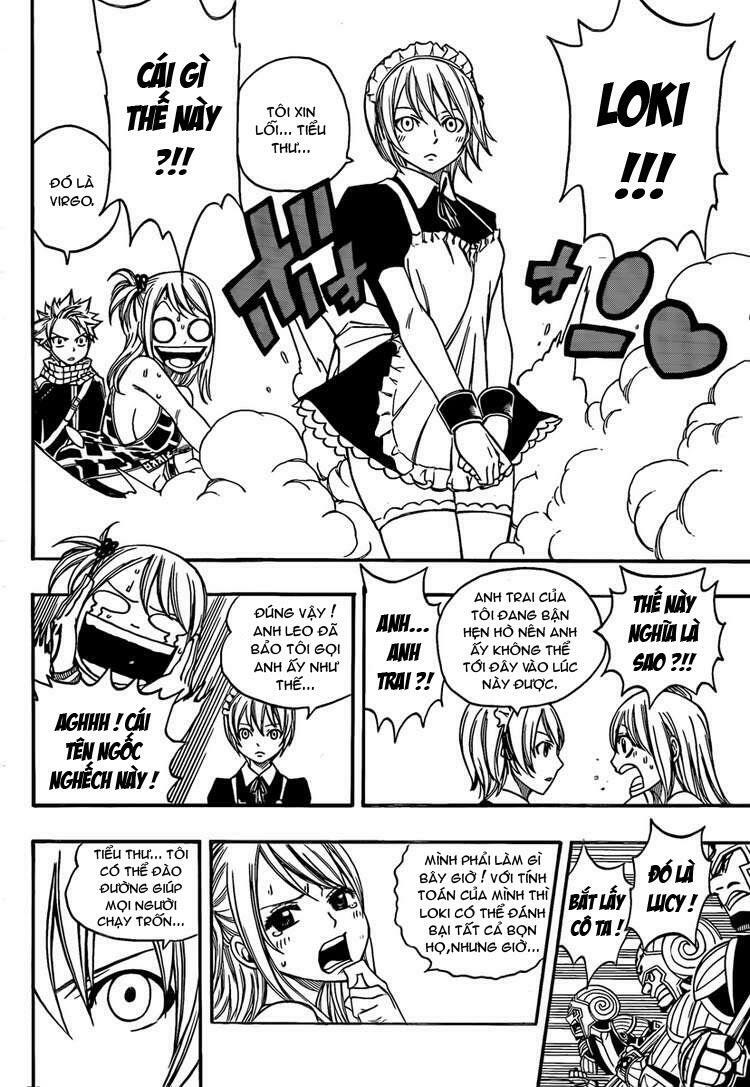 LOKI
!!!
TÔI XIN
LỖI... TIỂU
THƯ...
CÁI GÌ
THẾ NÀY
?!!
ĐÓ LÀ
VIRGO.
THẾ NÀY
NGHĨA LÀ
SAO ?!!
ANH TRAI CỦA
TÔI ĐANG BẬN
HẸN HÒ NÊN ANH
ẤY KHÔNG THỂ
TỚI ĐÂY VÀO LÚC
NÀY ĐƯỢC.
ANH...
ANH
TRAI ?!
ĐÚNG VẬY !
ANH LEO ĐÃ
BẢO TÔI GỌI
ANH ẤY NHƯ
THẾ...
AGHHH ! CÁI
TÊN NGỐC
NGHẾCH NÀY !
ĐÓ LÀ
LUCY !
BẮT LẤY
CÔ TA !
MÌNH PHẢI LÀM GÌ
BÂY GIỜ ! VỚI TÍNH
TOÁN CỦA MÌNH THÌ
LOKI CÓ THỂ ĐÁNH
BẠI TẤT CẢ BỌN
HỌ,NHƯNG GIỜ...
TIỂU THƯ... TÔI
CÓ THỂ ĐÀO
ĐƯỜNG GIÚP
MỌI NGƯỜI
CHẠY TRỐN...